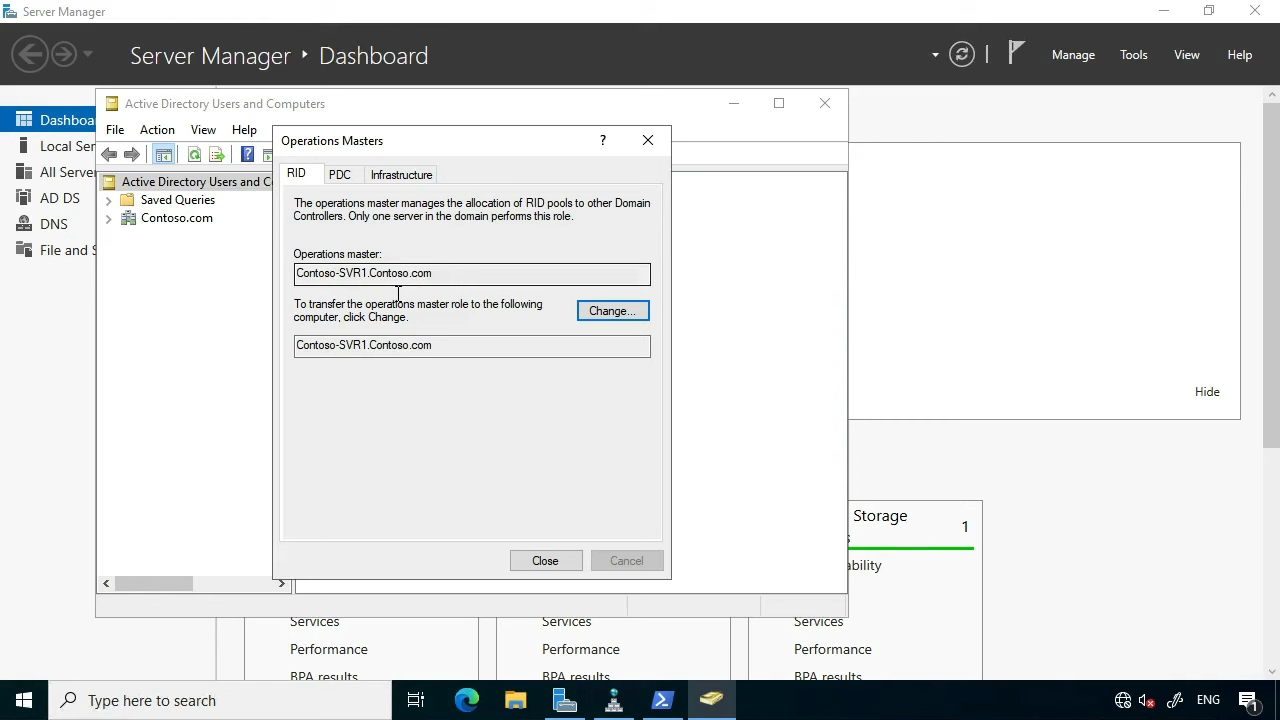 Server Manager
Server Manager ‣ Dashboard
Manage
Tools
View
Help
Active Directory Users and Computers
File
Action
View
Help
Operations Masters
RID
PDC
Infrastructure
The operations master manages the allocation of RID pools to other Domain
Controllers. Only one server in the domain performs this role.
Operations master:
Contoso-SVR1.Contoso.com
To transfer the operations master role to the following
computer, click Change.
Change...
Contoso-SVR1.Contoso.com
Close
Cancel
Active Directory Users and C
Saved Queries
Contoso.com
Dashboa
Local Ser
All Server
AD DS
DNS
File and S
Hide
Storage
1
s
ability
Services
Performance
BPA results
Services
Performance
BPA results
Services
Performance
BPA results
Type here to search
ENG
1